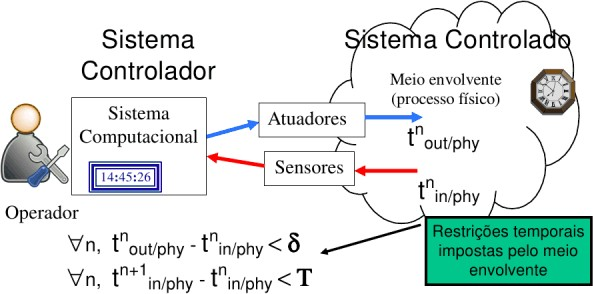 Sistema
Controlador
Sistema Controlado
Meio envolvente
(processo físico)
Sistema
Computacional
14:45:26
Atuadores
Sensores
tⁿout/phy
tⁿin/phy
Operador
∀n, tⁿout/phy - tⁿin/phy < δ
∀n, tⁿ⁺¹in/phy - tⁿin/phy < T
Restrições temporais
impostas pelo meio
envolvente